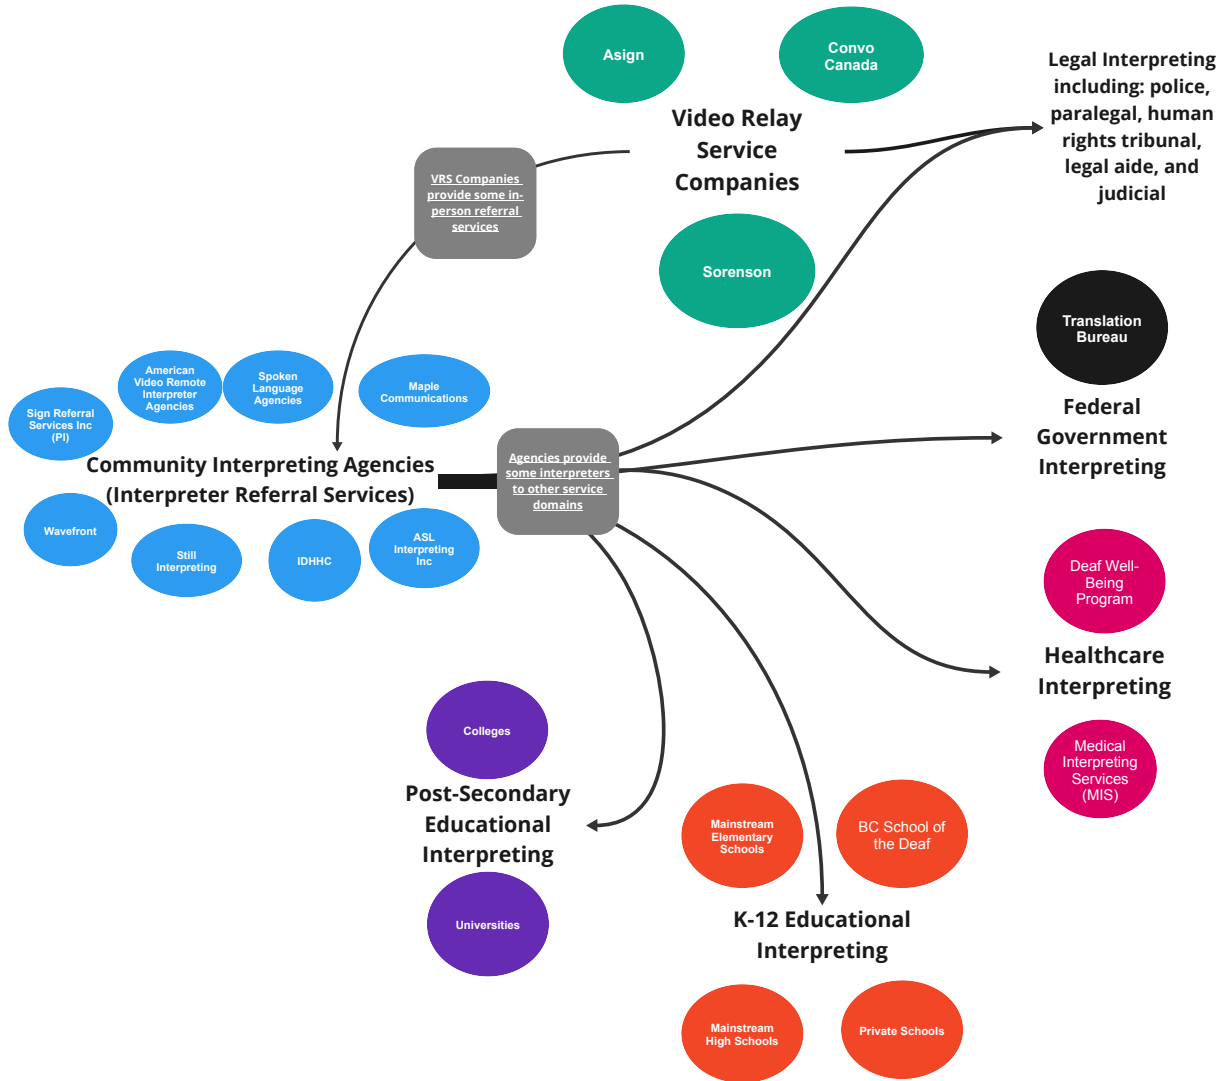 Asign
Convo
Canada
Legal Interpreting
including: police,
paralegal, human
rights tribunal,
legal aide, and
judicial
Video Relay
Service
Companies
VRS Companies
provide some in-
person referral
services
Sorenson
Translation
Bureau
Federal
Government
Interpreting
American
Video Remote
Interpreter
Agencies
Spoken
Language
Agencies
Maple
Communications
Sign Referral
Services Inc
(PI)
Community Interpreting Agencies
(Interpreter Referral Services)
Agencies provide
some interpreters
to other service
domains
Wavefront
Still
Interpreting
IDHHC
ASL
Interpreting
Inc
Deaf Well-
Being
Program
Healthcare
Interpreting
Medical
Interpreting
Services
(MIS)
Colleges
Post-Secondary
Educational
Interpreting
Universities
Mainstream
Elementary
Schools
BC School of
the Deaf
K-12 Educational
Interpreting
Mainstream
High Schools
Private Schools